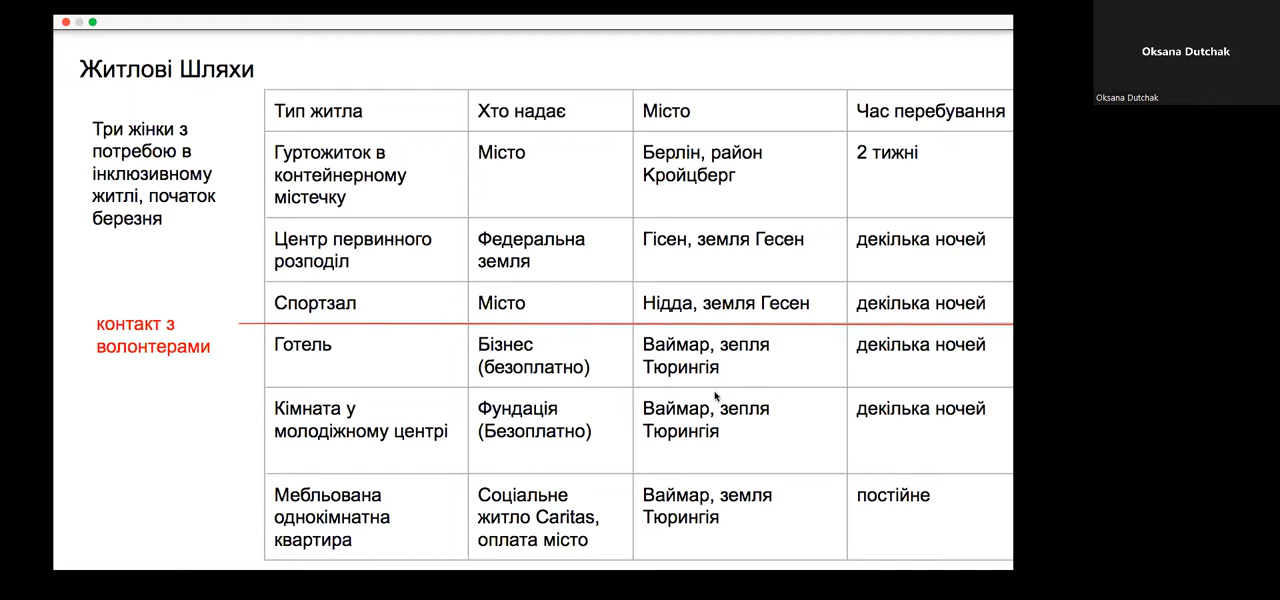 Житлові Шляхи
Три жінки з
потребою в
інклюзивному
житлі, початок
березня
контакт з
волонтерами
Тип житла
Хто надає
Місто
Час перебування
Гуртожиток в
контейнерному
містечку
Місто
Берлін, район
Кройцберг
2 тижні
Центр первинного
розподіл
Федеральна
земля
Гісен, земля Гесен
декілька ночей
Спортзал
Місто
Нідда, земля Гесен
декілька ночей
Готель
Бізнес
(безоплатно)
Ваймар, зепля
Тюрингія
декілька ночей
Кімната у
молодіжному центрі
Фундація
(Безоплатно)
Ваймар, зепля
Тюрингія
декілька ночей
Мебльована
однокімнатна
квартира
Соціальне
житло Caritas,
оплата місто
Ваймар, земля
Тюрингія
постійне
Oksana Dutchak
Oksana Dutchak